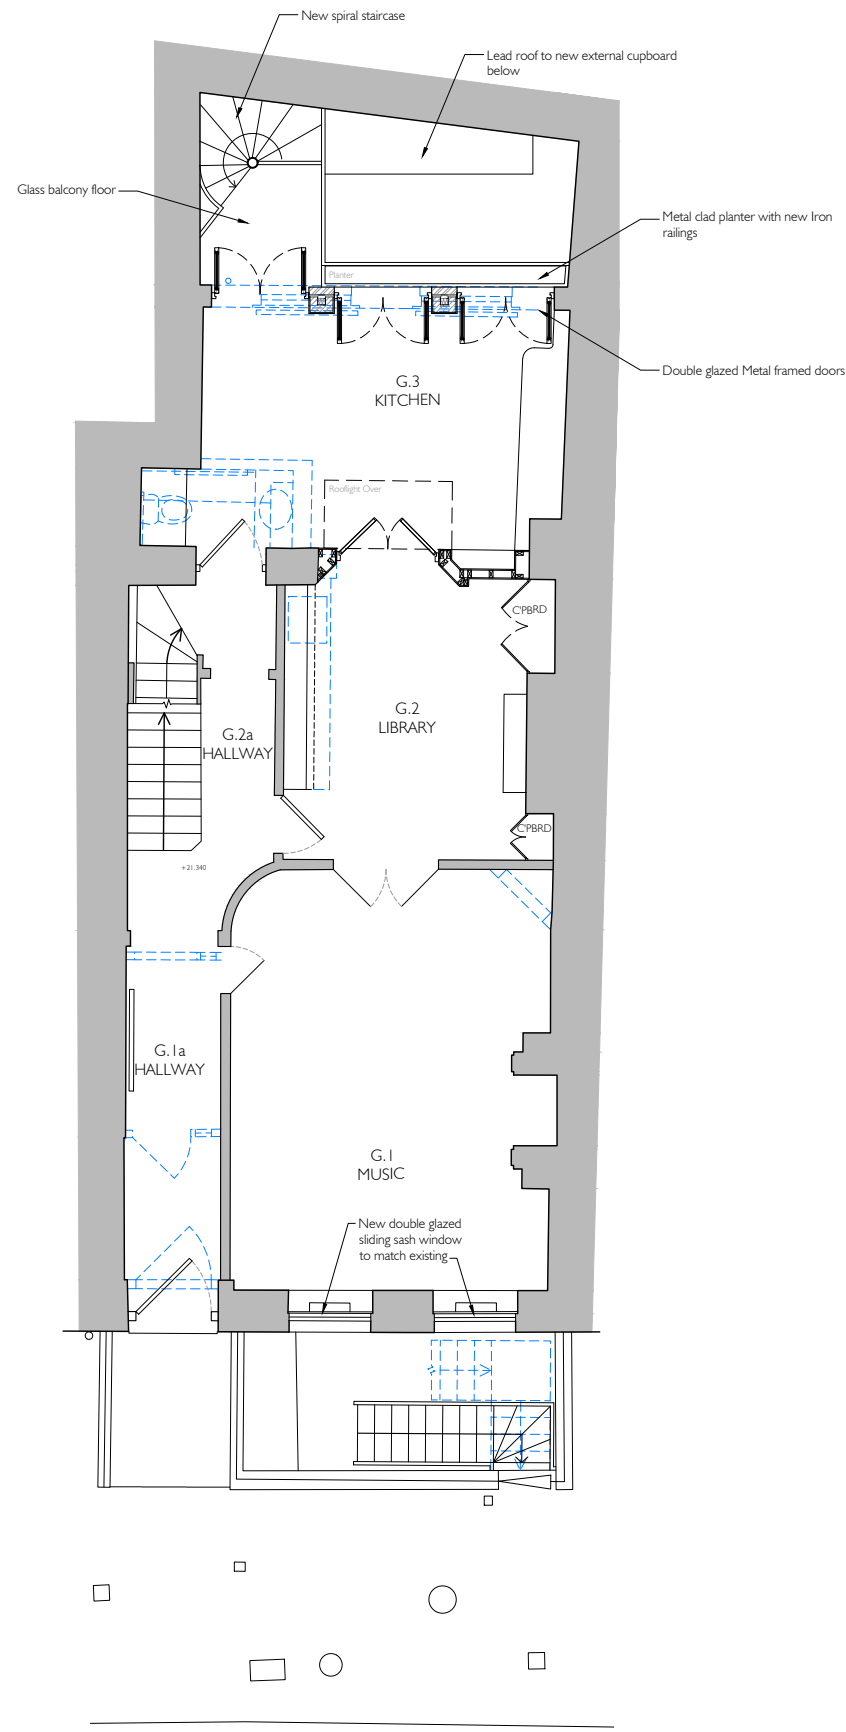 New spiral staircase
Lead roof to new external cupboard
below
Glass balcony floor
Metal clad planter with new Iron
railings
Planter
Double glazed Metal framed doors
G.3
KITCHEN
Rooflight Over
C'PBRD
G.2
LIBRARY
G.2a
HALLWAY
C'PBRD
+21.340
G.1a
HALLWAY
G.1
MUSIC
New double glazed
sliding sash window
to match existing